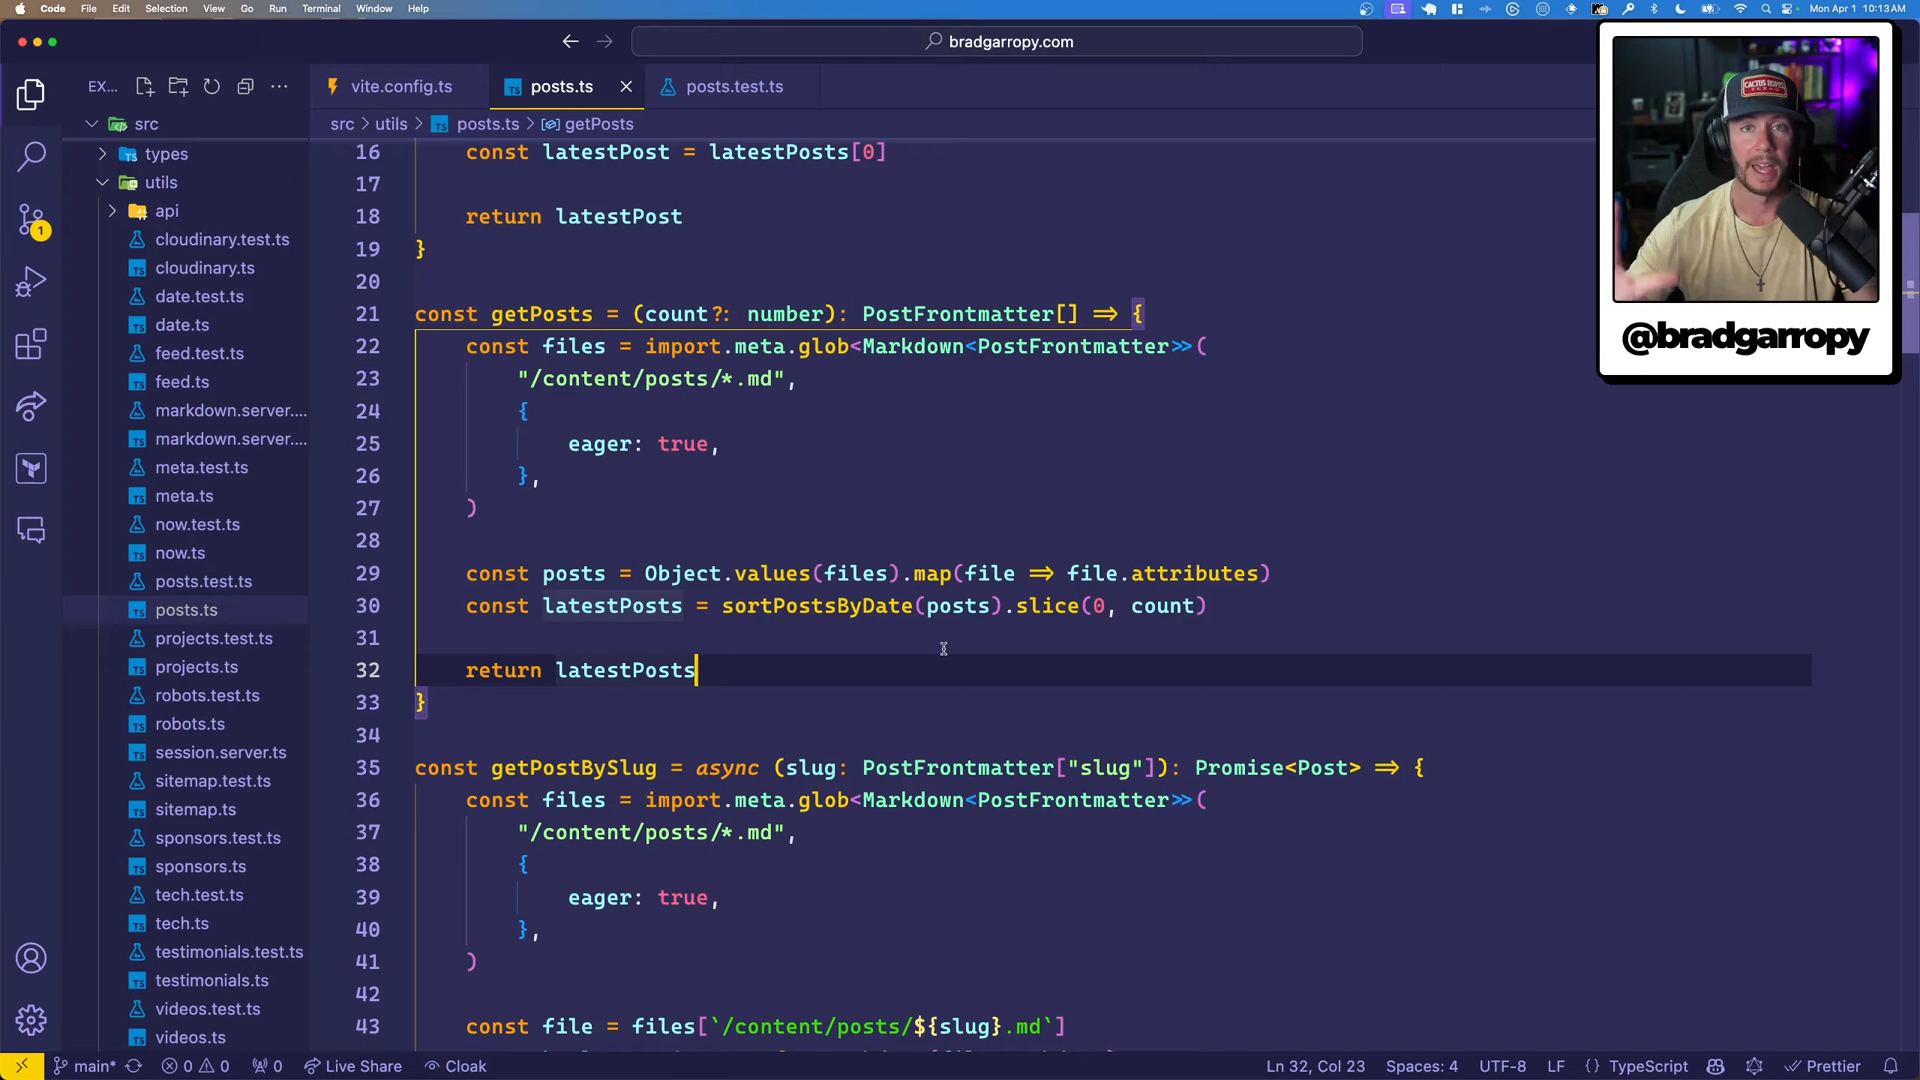 Code File Edit Selection View Go Run Terminal Window Help
Mon Apr 1 10:13 AM
bradgarropy.com
EX...
vite.config.ts
posts.ts
posts.test.ts
src > utils > posts.ts > getPosts
src
types
utils
api
cloudinary.test.ts
cloudinary.ts
date.test.ts
date.ts
feed.test.ts
feed.ts
markdown.server....
markdown.server....
meta.test.ts
meta.ts
now.test.ts
now.ts
posts.test.ts
posts.ts
projects.test.ts
projects.ts
robots.test.ts
robots.ts
session.server.ts
sitemap.test.ts
sitemap.ts
sponsors.test.ts
sponsors.ts
tech.test.ts
tech.ts
testimonials.test.ts
testimonials.ts
videos.test.ts
videos.ts
1
16 const latestPost = latestPosts[0]
17
18 return latestPost
19 }
20
21 const getPosts = (count?: number): PostFrontmatter[] => {
22 const files = import.meta.glob<Markdown<PostFrontmatter>>(
23 "/content/posts/*.md",
24 {
25 eager: true,
26 },
27 )
28
29 const posts = Object.values(files).map(file => file.attributes)
30 const latestPosts = sortPostsByDate(posts).slice(0, count)
31
32 return latestPosts
33 }
34
35 const getPostBySlug = async (slug: PostFrontmatter["slug"]): Promise<Post> => {
36 const files = import.meta.glob<Markdown<PostFrontmatter>>(
37 "/content/posts/*.md",
38 {
39 eager: true,
40 },
41 )
42
43 const file = files[`/content/posts/${slug}.md`]
CACTUS ROPES
TEXAS
@bradgarropy
main* 0 0 0 Live Share Cloak
Ln 32, Col 23 Spaces: 4 UTF-8 LF {} TypeScript Prettier